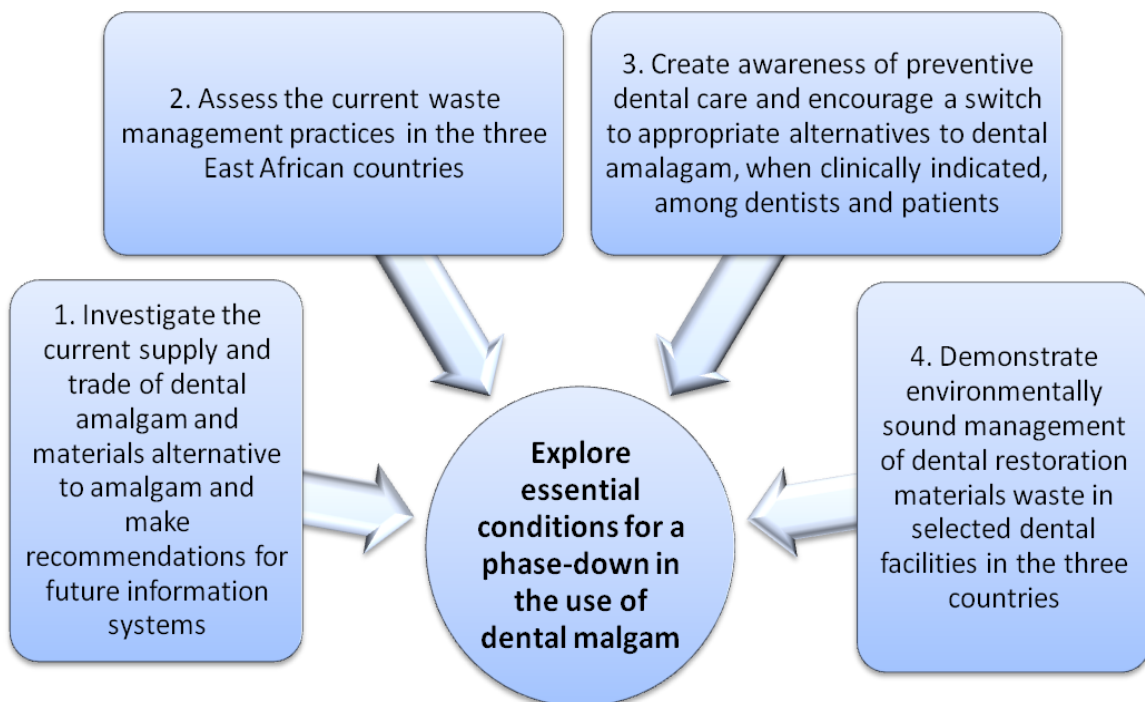 1. Investigate the
current supply and
trade of dental
amalgam and
materials alternative
to amalgam and
make
recommendations for
future information
systems
2. Assess the current waste
management practices in the three
East African countries
3. Create awareness of preventive
dental care and encourage a switch
to appropriate alternatives to dental
amalagam, when clinically indicated,
among dentists and patients
4. Demonstrate
environmentally
sound management
of dental restoration
materials waste in
selected dental
facilities in the three
countries
Explore
essential
conditions for a
phase-down in
the use of
dental malgam